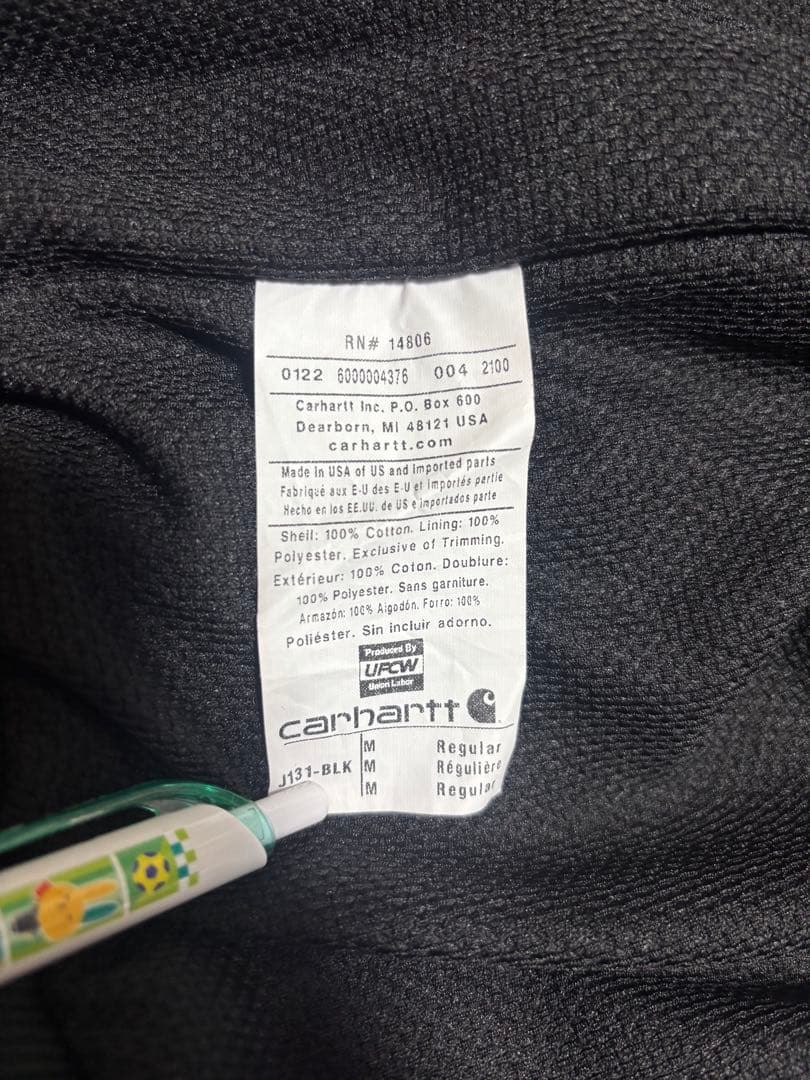 RN# 14806
0122 6000004376 004 2100
Carhartt Inc. P.O. Box 600
Dearborn, MI 48121 USA
carhartt.com
Made in USA of US and Imported parts
Fabriqué aux E-U des E-U et importés partie
Hecho en los EE.UU. de US e importados parte
Shell: 100% Cotton. Lining: 100%
Polyester. Exclusive of Trimming.
Extérieur: 100% Coton. Doublure:
100% Polyester. Sans garniture.
Armazón: 100% Algodón. Forro: 100%
Poliéster. Sin incluir adorno.
Produced By
UFCW
Union Labor
carhartt
M Regular
J131-BLK M Régulière
M Regular